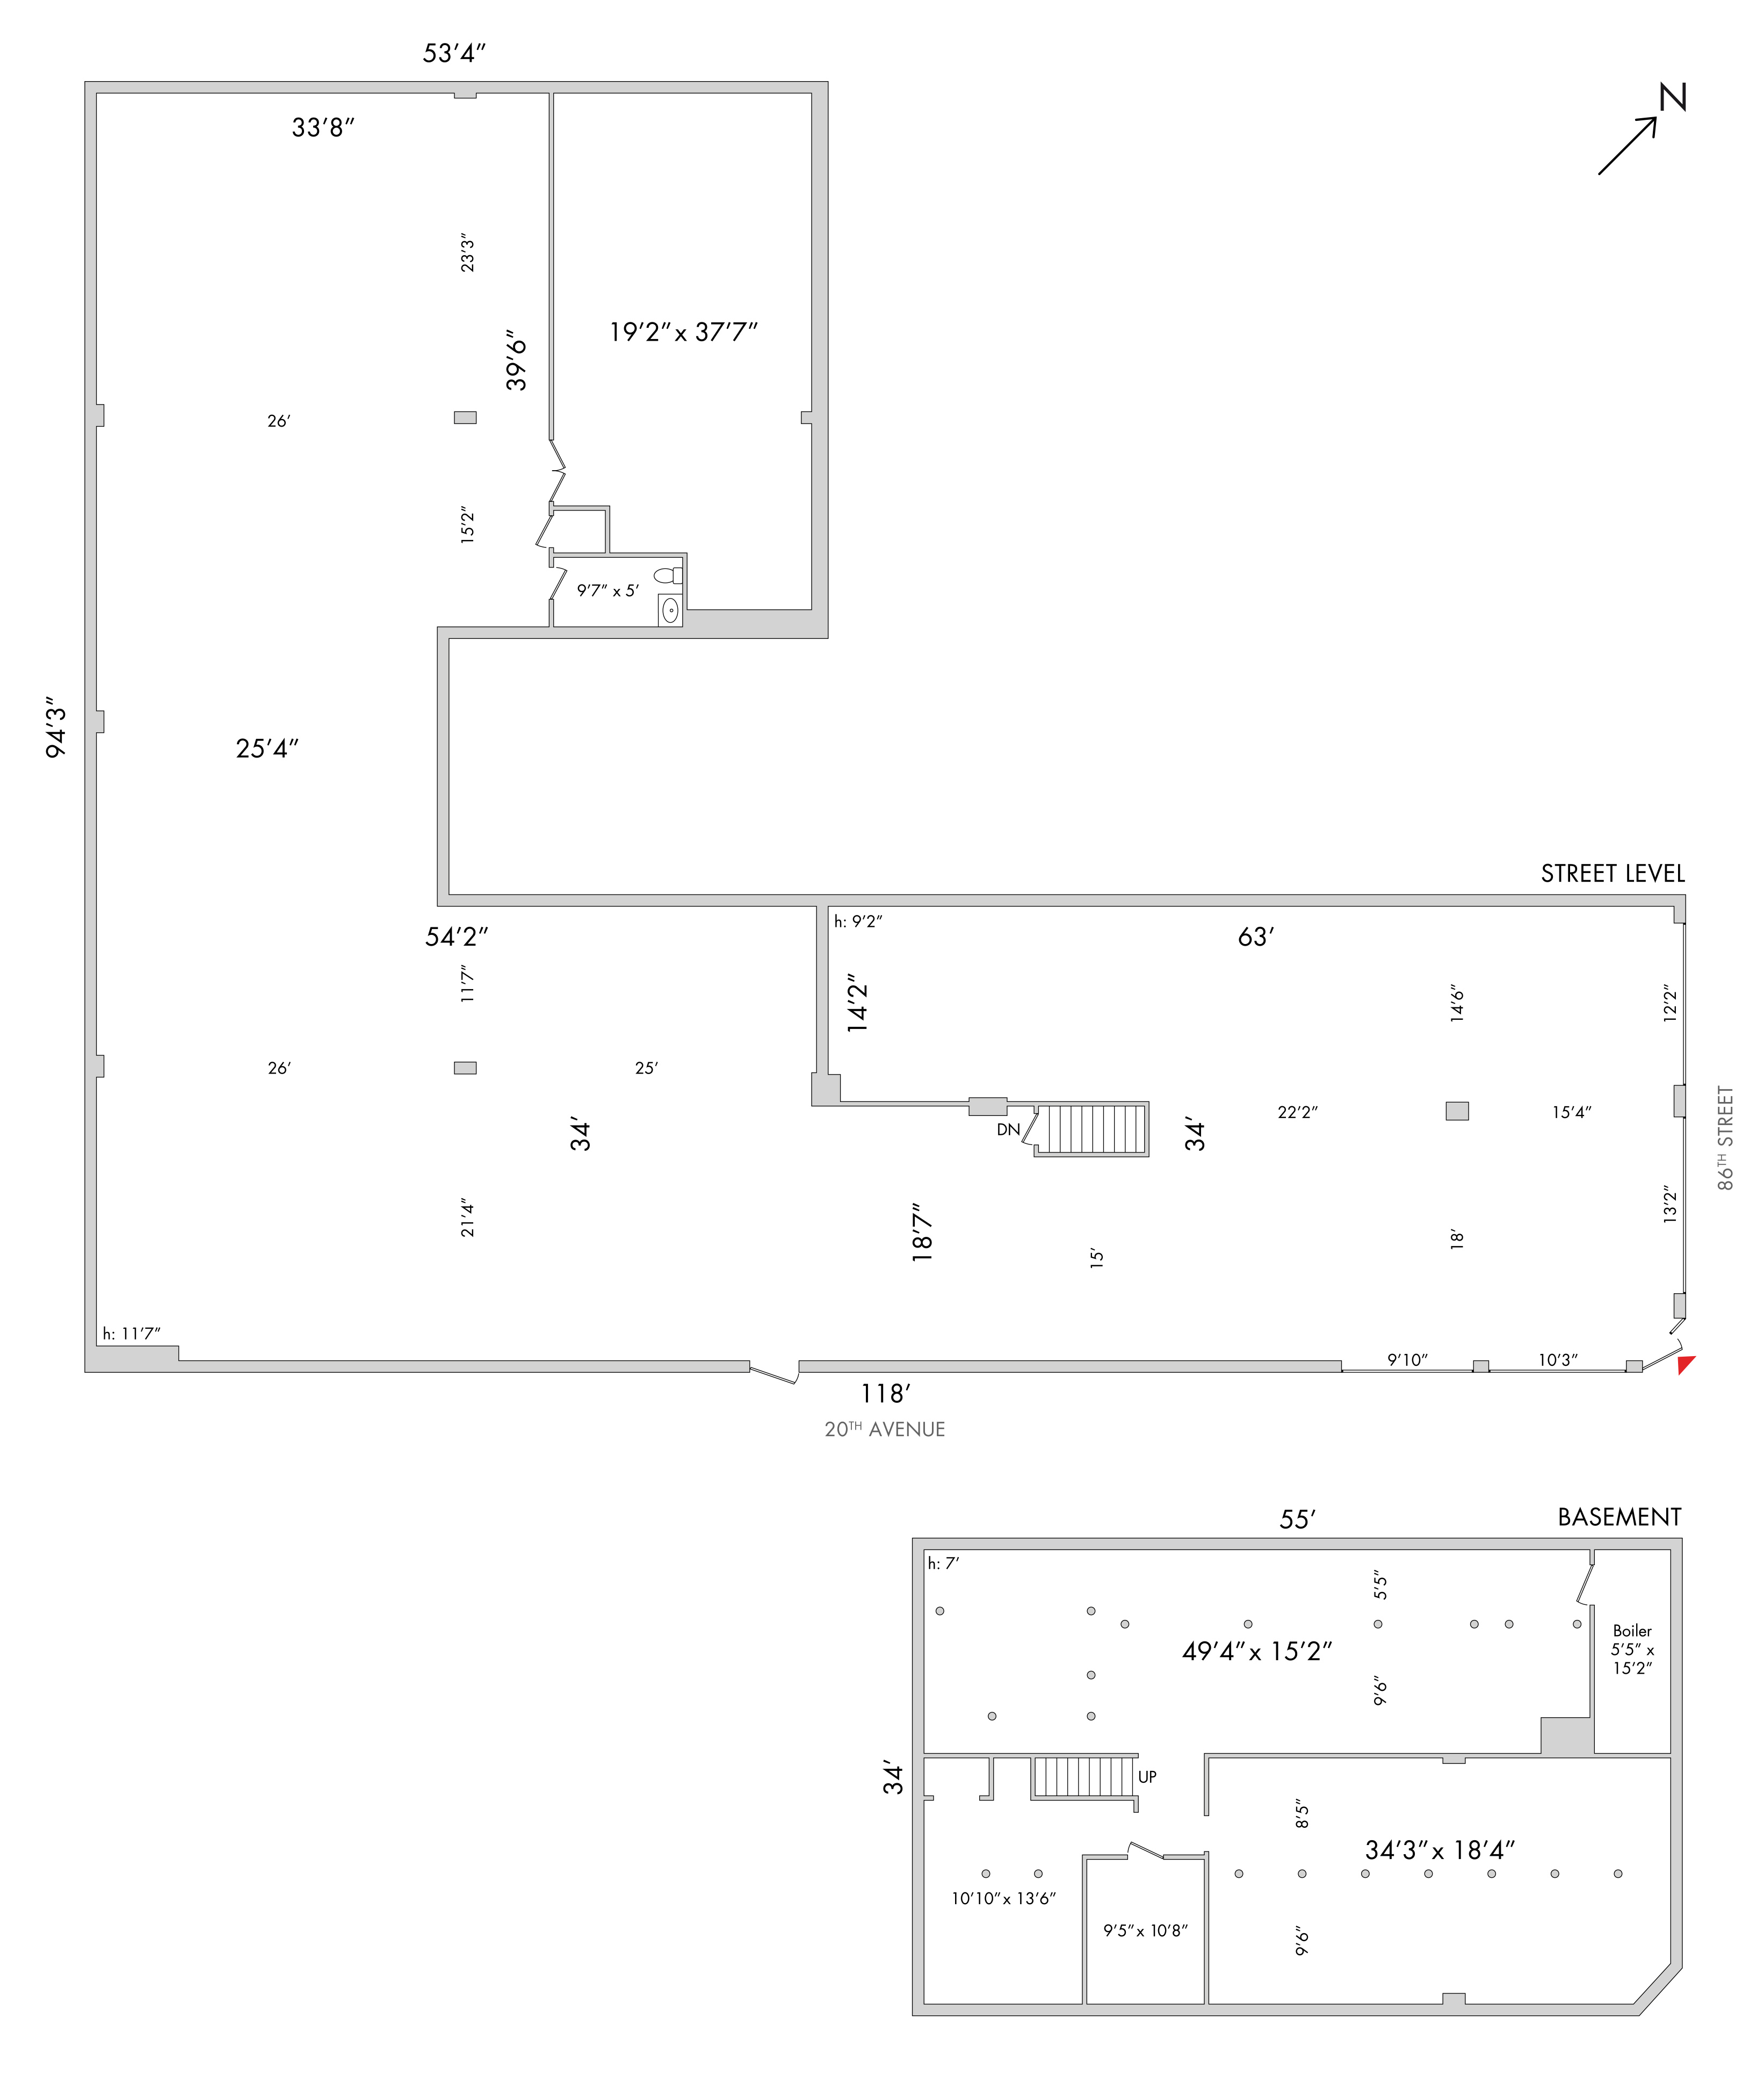 53’4”
N
33’8”
23’3”
19’2” x 37’7”
39’6”
26’
15’2”
9’7” x 5’
94’3”
25’4”
STREET LEVEL
h: 9’2”
54’2”
63’
11’7”
14’2”
14’6”
12’2”
26’
25’
22’2”
15’4”
DN
34’
34’
86TH STREET
21’4”
18’7”
15’
18’
13’2”
h: 11’7”
9’10”
10’3”
118’
20TH AVENUE
55’
BASEMENT
h: 7’
5’5”
49’4” x 15’2”
Boiler
5’5” x
15’2”
9’6”
34’
UP
8’5”
34’3” x 18’4”
10’10” x 13’6”
9’5” x 10’8”
9’6”